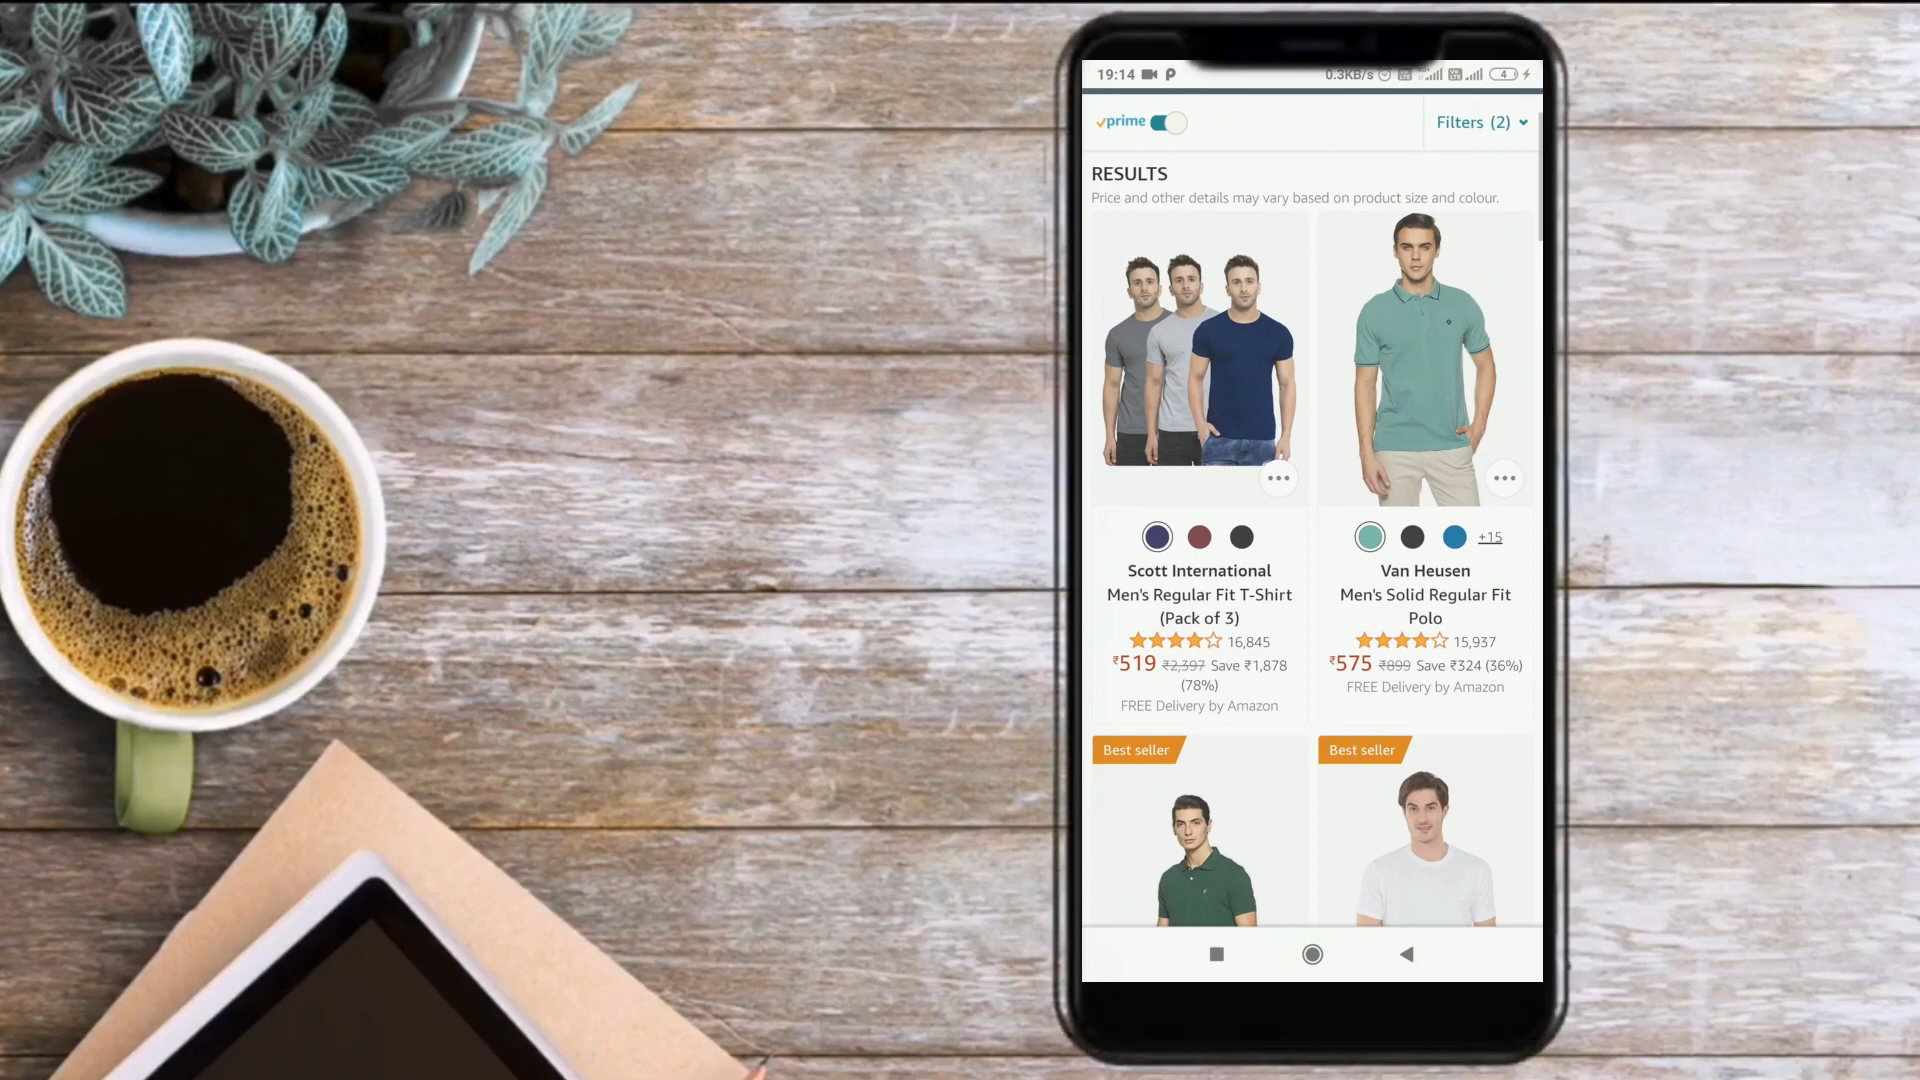 19:14 0.3KB/s 4
prime Filters (2)
RESULTS
Price and other details may vary based on product size and colour.
+15
Scott International
Men's Regular Fit T-Shirt
(Pack of 3)
16,845
₹519 ₹2,397 Save ₹1,878
(78%)
FREE Delivery by Amazon
Van Heusen
Men's Solid Regular Fit
Polo
15,937
₹575 ₹899 Save ₹324 (36%)
FREE Delivery by Amazon
Best seller
Best seller